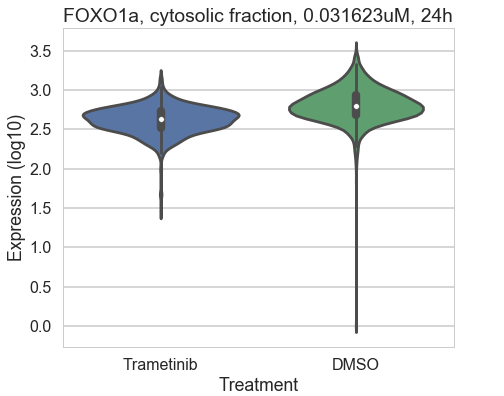 FOXO1a, cytosolic fraction, 0.031623uM, 24h
Expression (log10)
3.5
3.0
2.5
2.0
1.5
1.0
0.5
0.0
Trametinib
DMSO
Treatment